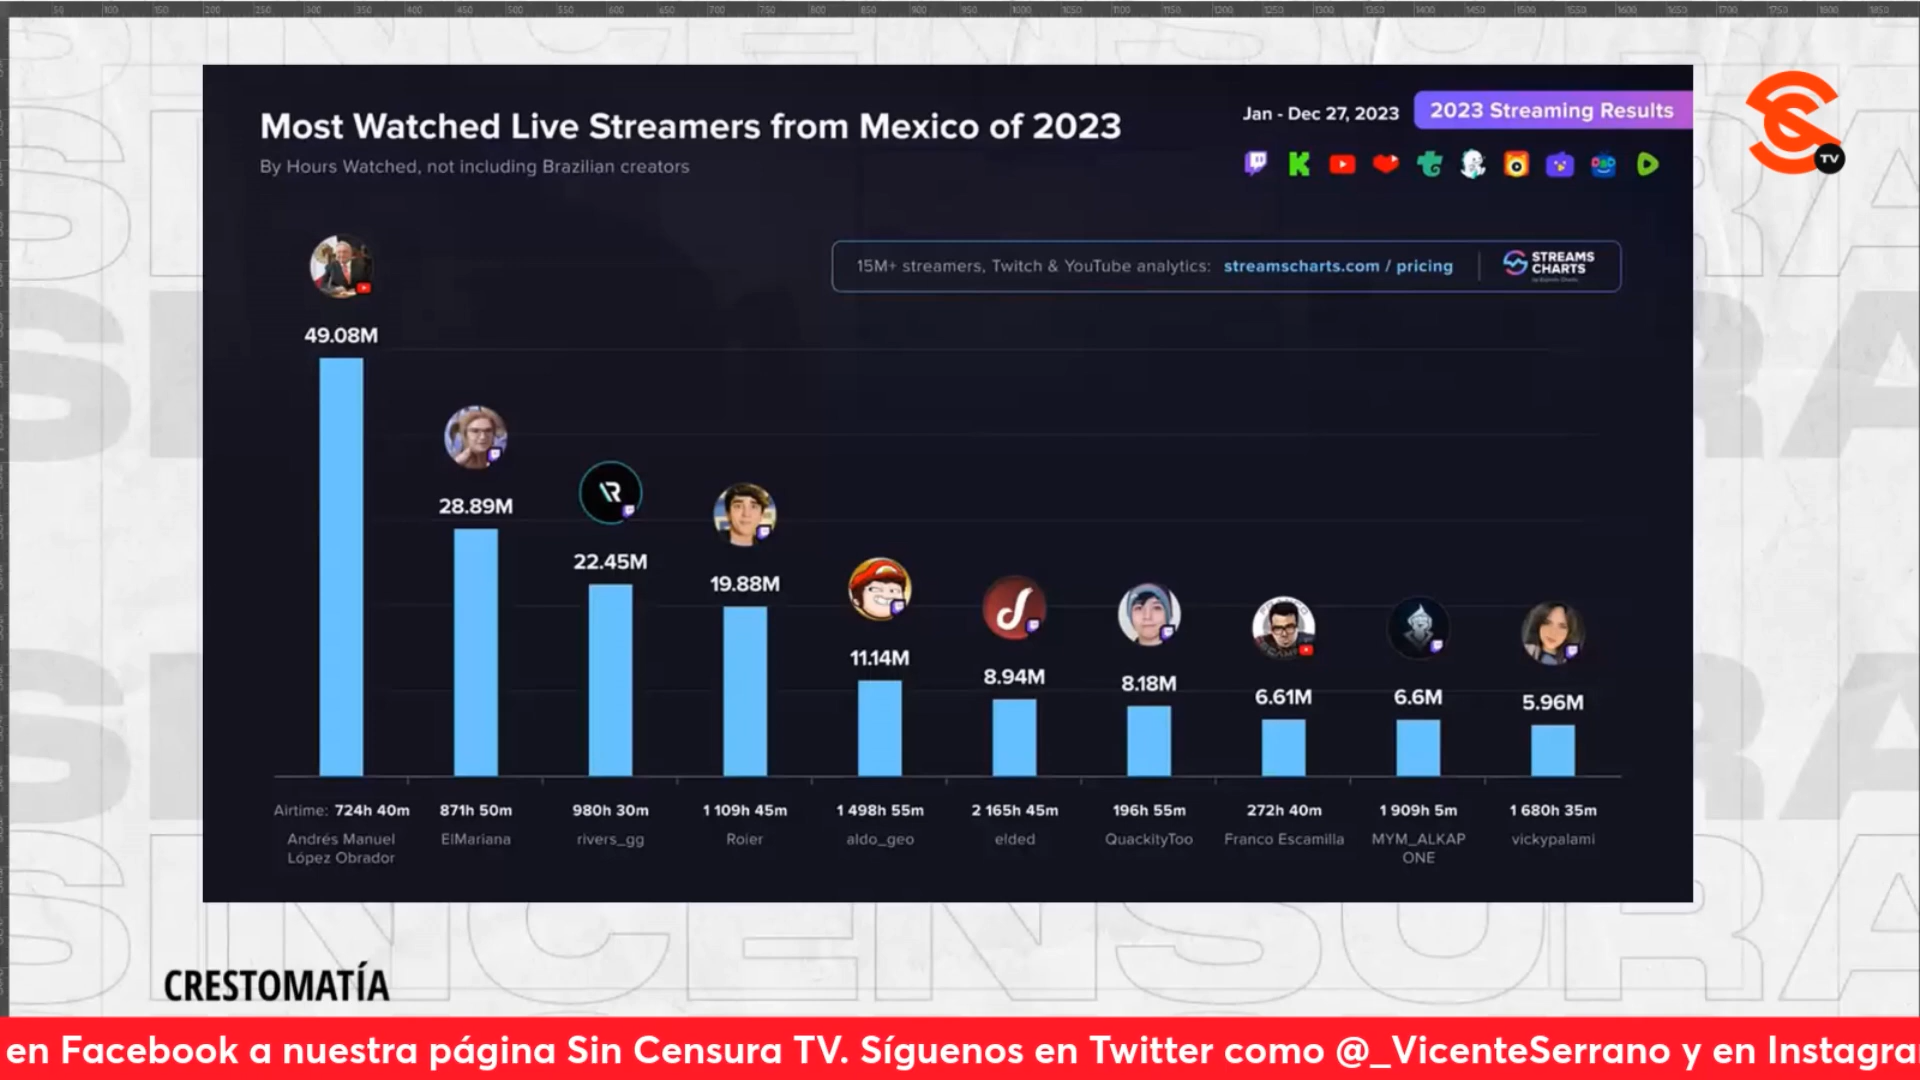 Most Watched Live Streamers from Mexico of 2023
By Hours Watched, not including Brazilian creators
Jan - Dec 27, 2023
2023 Streaming Results
TV
15M+ streamers, Twitch & YouTube analytics: streamscharts.com / pricing
STREAMS
CHARTS
49.08M
28.89M
22.45M
19.88M
11.14M
8.94M
8.18M
6.61M
6.6M
5.96M
Airtime: 724h 40m
871h 50m
980h 30m
1 109h 45m
1 498h 55m
2 165h 45m
196h 55m
272h 40m
1 909h 5m
1 680h 35m
Andrés Manuel
López Obrador
ElMariana
rivers_gg
Roier
aldo_geo
elded
QuackityToo
Franco Escamilla
MYM_ALKAP
ONE
vickypalami
SINCENSURA
CRESTOMATÍA
en Facebook a nuestra página Sin Censura TV. Síguenos en Twitter como @_VicenteSerrano y en Instagra